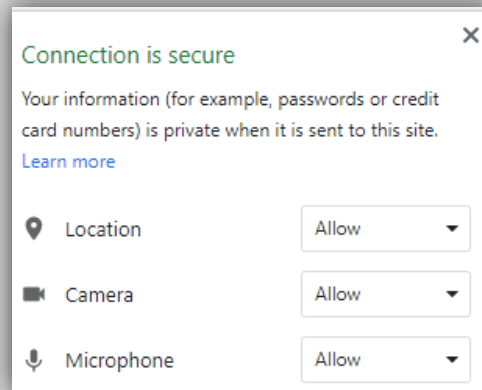 Connection is secure
Your information (for example, passwords or credit
card numbers) is private when it is sent to this site.
Learn more
Location Allow
Camera Allow
Microphone Allow